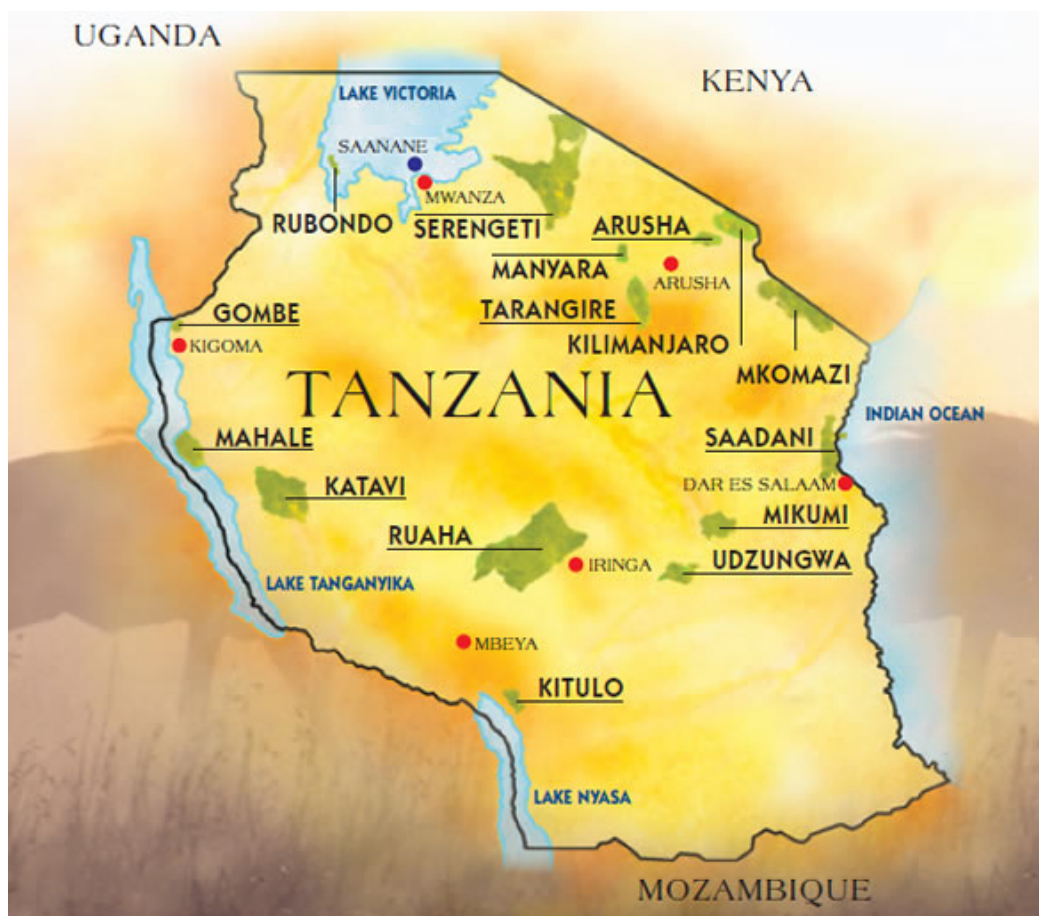 UGANDA
KENYA
LAKE VICTORIA
SAANANE
MWANZA
RUBONDO
SERENGETI
ARUSHA
MANYARA
ARUSHA
TARANGIRE
GOMBE
KILIMANJARO
KIGOMA
MKOMAZI
TANZANIA
INDIAN OCEAN
MAHALE
SAADANI
KATAVI
DAR ES SALAAM
MIKUMI
RUAHA
UDZUNGWA
IRINGA
LAKE TANGANYIKA
MBEYA
KITULO
LAKE NYASA
MOZAMBIQUE